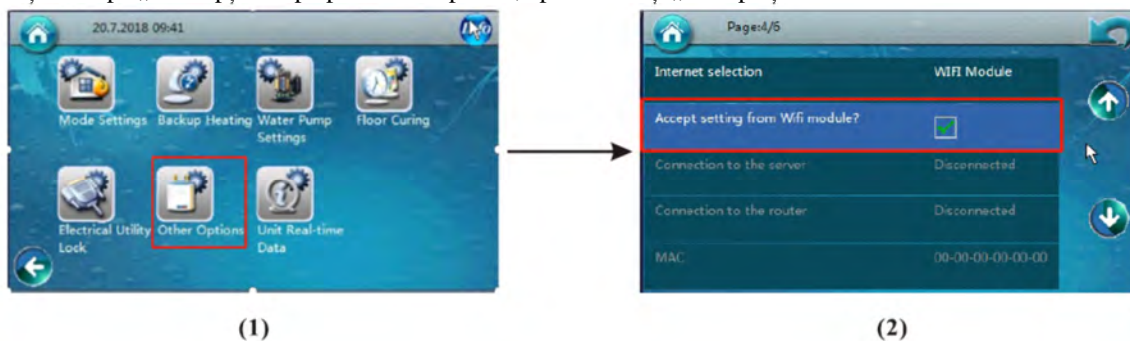 20.7.2018 09:41
Info
Mode Settings
Backup Heating
Water Pump
Settings
Floor Curing
Electrical Utility
Lock
Other Options
Unit Real-time
Data
(1)
Page:4/6
Internet selection
WIFI Module
Accept setting from Wifi module?
Connection to the server
Disconnected
Connection to the router
Disconnected
MAC
00-00-00-00-00-00
(2)